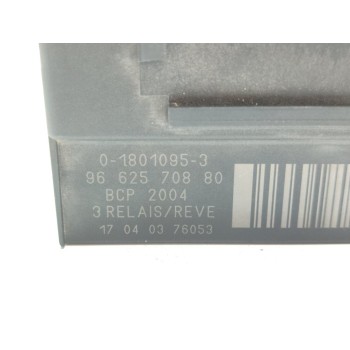 0-1801095-3
96 625 708 80
BCP 2004
3 RELAIS/REVE
17 04 03 76053